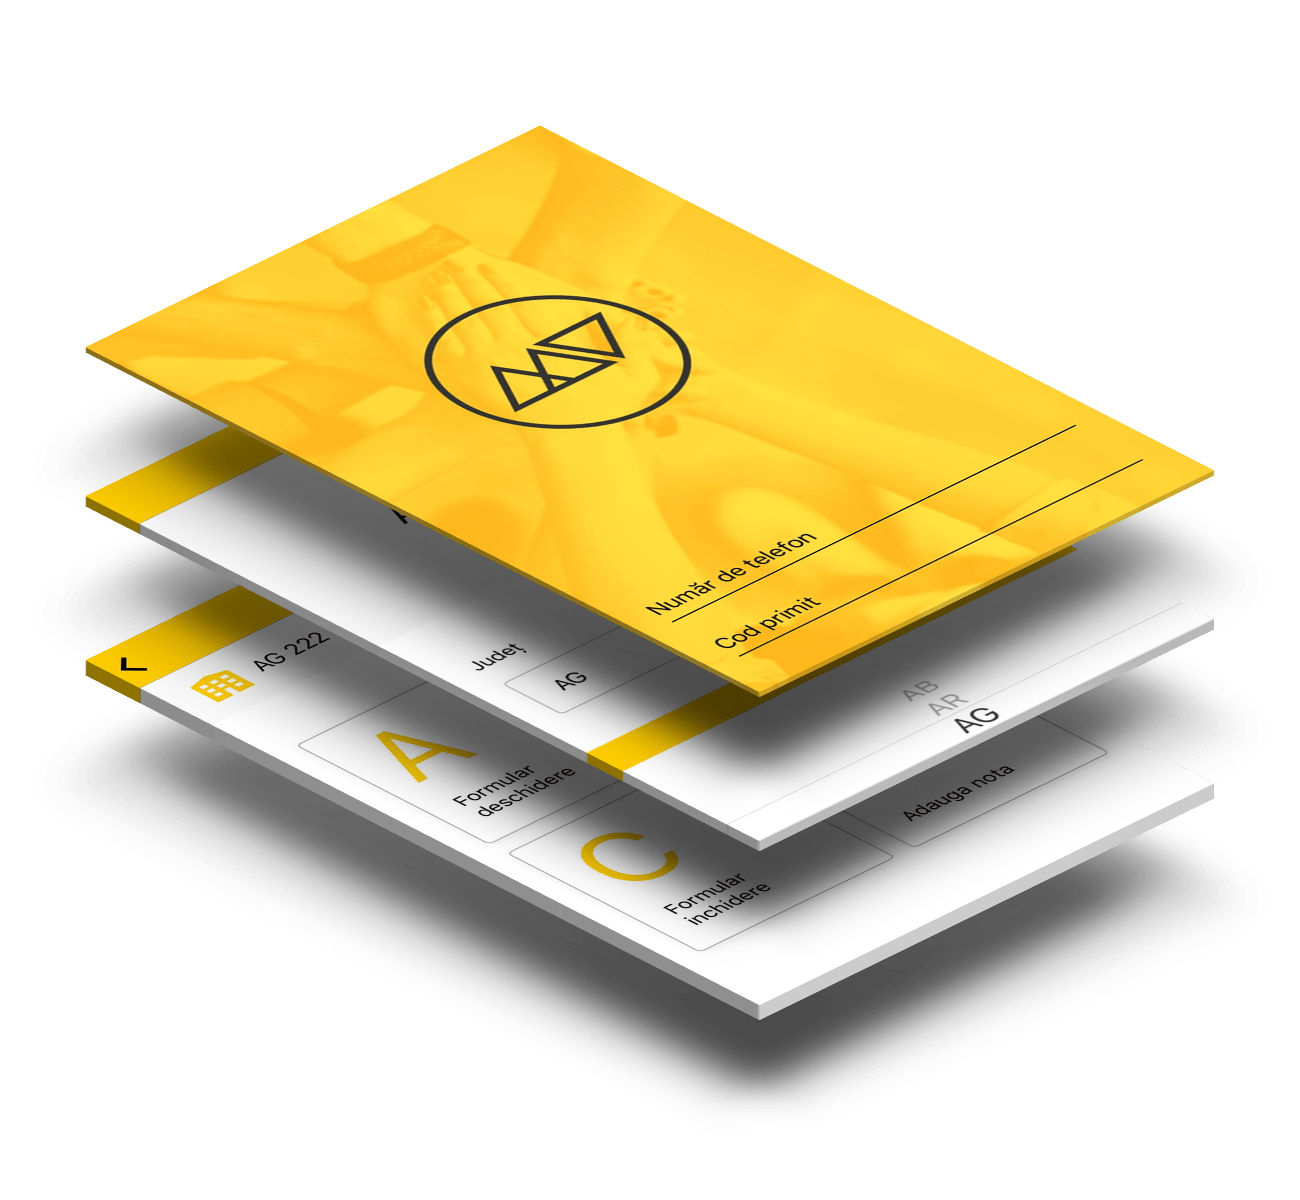 Număr de telefon
Cod primit
Județ
AG
AB
AR
AG
AG 222
A
Formular
deschidere
C
Formular
inchidere
Adauga nota